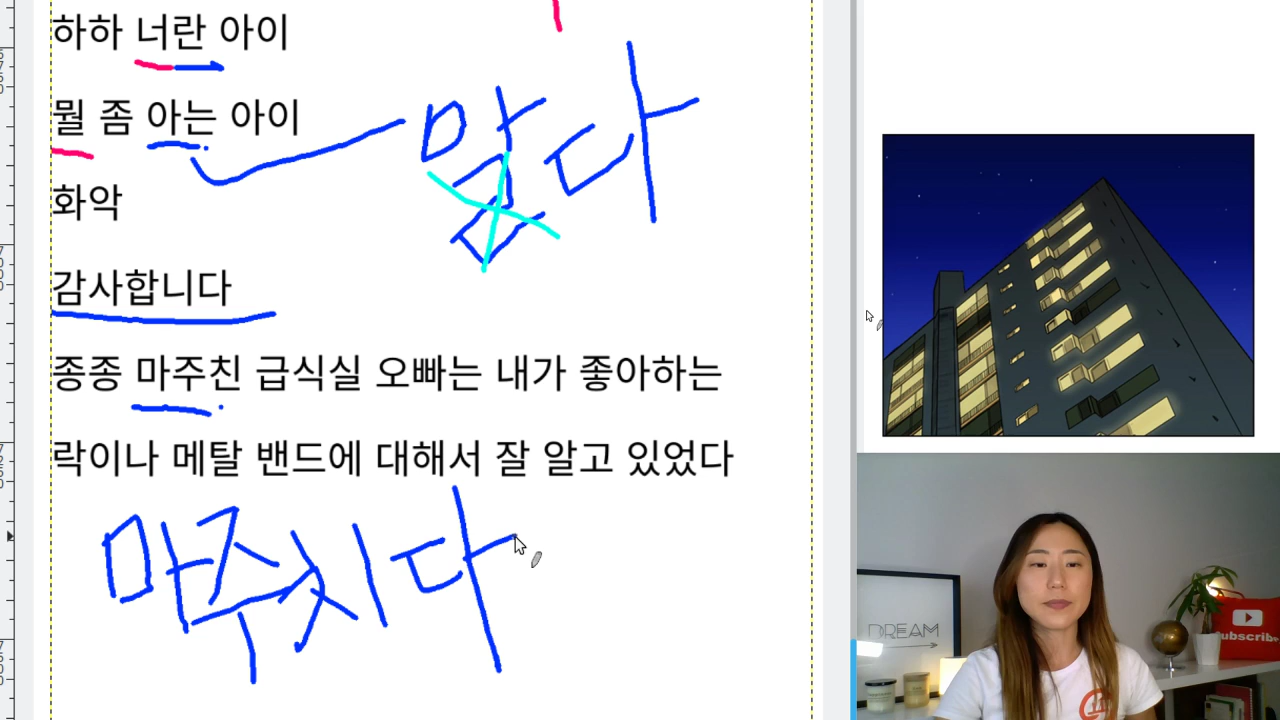 하하 너란 아이
뭘 좀 아는 아이
화악
감사합니다
종종 마주친 급식실 오빠는 내가 좋아하는
락이나 메탈 밴드에 대해서 잘 알고 있었다
마주치다
DREAM
Subscribe